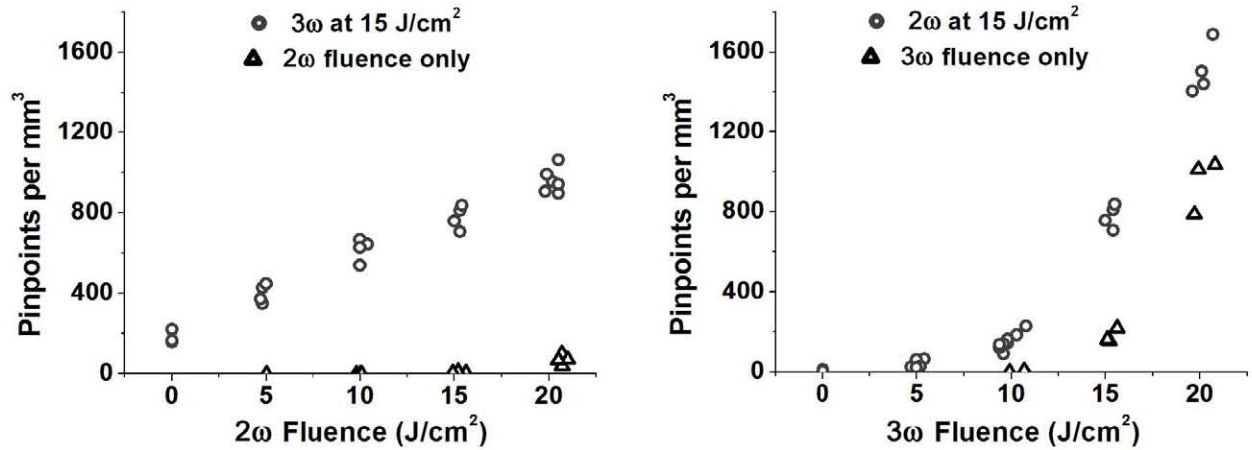 3ω at 15 J/cm²
2ω fluence only
1600
1200
800
400
0
Pinpoints per mm³
0 5 10 15 20
2ω Fluence (J/cm²)
2ω at 15 J/cm²
3ω fluence only
1600
1200
800
400
0
Pinpoints per mm³
0 5 10 15 20
3ω Fluence (J/cm²)